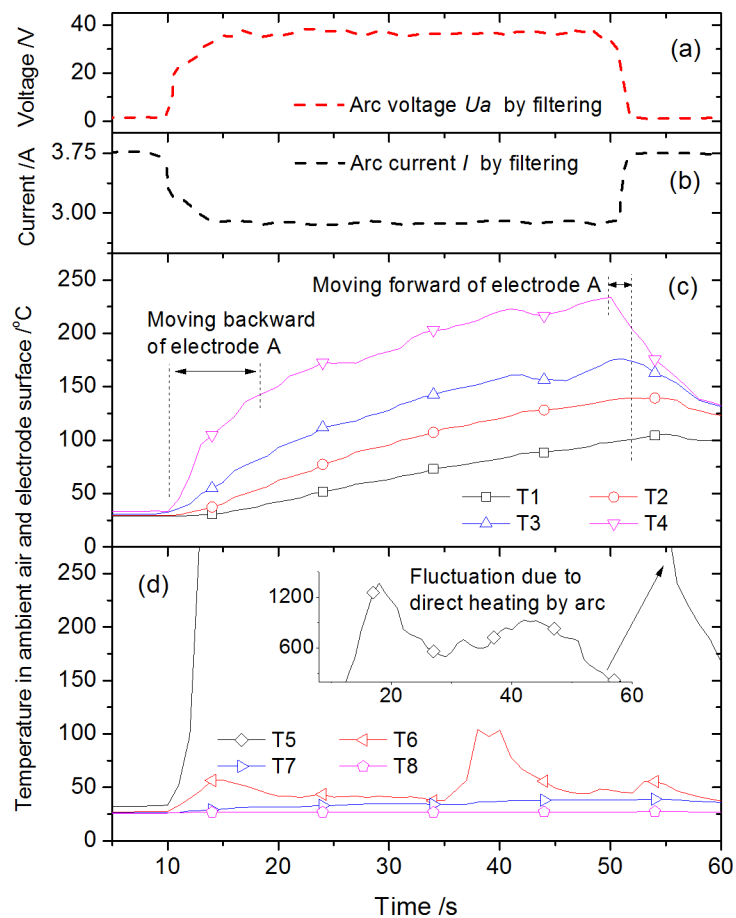 Voltage /V
40
20
0
(a)
Arc voltage Ua by filtering
Current /A
3.75
3.00
Arc current I by filtering
(b)
Temperature in ambient air and electrode surface /°C
250
200
150
100
50
0
Moving forward of electrode A
(c)
Moving backward
of electrode A
T1
T2
T3
T4
250
200
150
100
50
0
(d)
Fluctuation due to
direct heating by arc
1200
600
20
40
60
T5
T6
T7
T8
10
20
30
40
50
60
Time /s